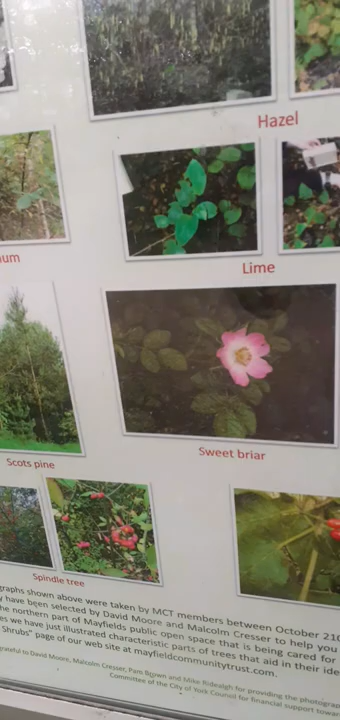 Hazel
um
Lime
Scots pine
Sweet briar
Spindle tree
graphs shown above were taken by MCT members between October 210
y have been selected by David Moore and Malcolm Cresser to help you
he northern part of Mayfields public open space that is being cared for
es we have just illustrated characteristic parts of trees that aid in their ide
Shrubs" page of our web site at mayfieldcommunitytrust.com.
grateful to David Moore, Malcolm Cresser, Pam Brown and Mike Ridealgh for providing the photograp
Committee of the City of York Council for financial support towar